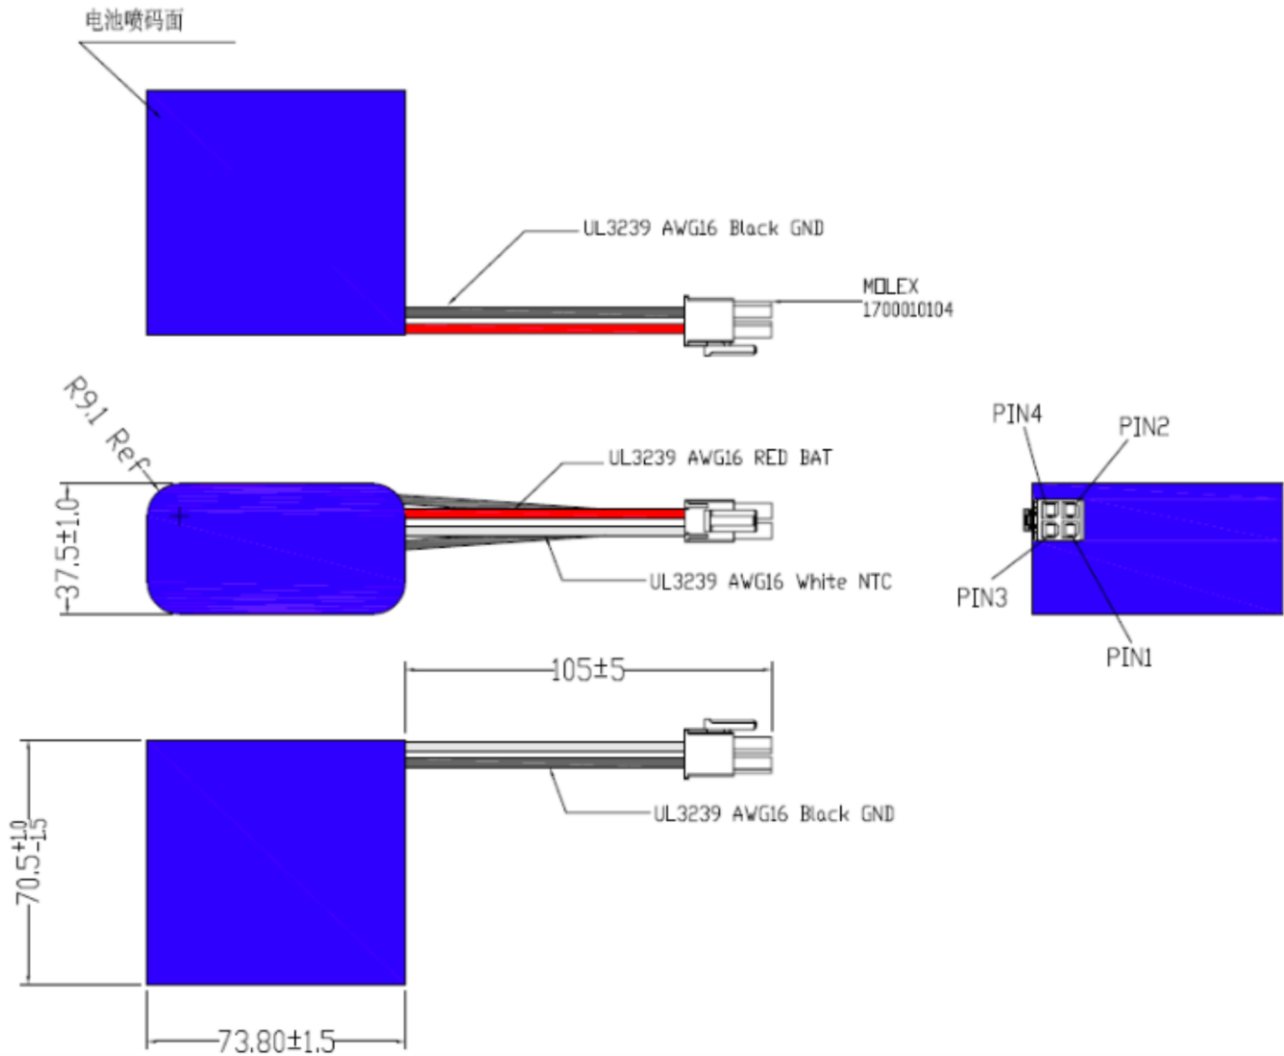 电池喷码面
UL3239 AWG16 Black GND
MOLEX
1700010104
R9.1 Ref
37.5±1.0
UL3239 AWG16 RED BAT
UL3239 AWG16 White NTC
PIN4
PIN2
PIN3
PIN1
105±5
UL3239 AWG16 Black GND
70.5+1.0-1.5
73.80±1.5